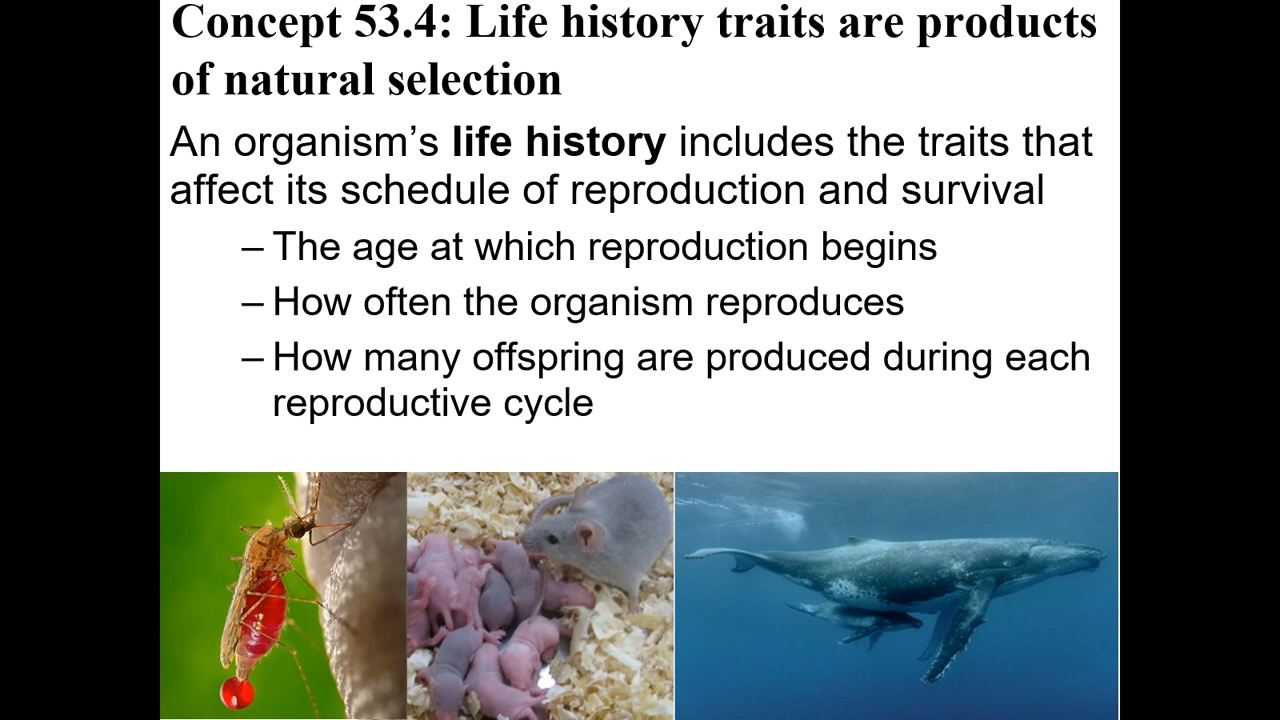 Concept 53.4: Life history traits are products
of natural selection
An organism’s life history includes the traits that
affect its schedule of reproduction and survival
– The age at which reproduction begins
– How often the organism reproduces
– How many offspring are produced during each
reproductive cycle